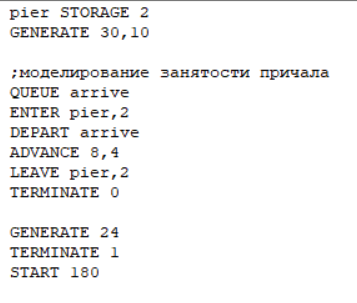 pier STORAGE 2
GENERATE 30,10
;моделирование занятости причала
QUEUE arrive
ENTER pier,2
DEPART arrive
ADVANCE 8,4
LEAVE pier,2
TERMINATE 0
GENERATE 24
TERMINATE 1
START 180